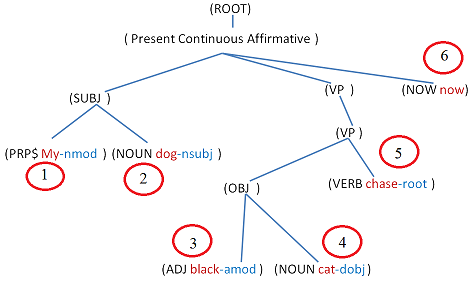 (ROOT)
( Present Continuous Affirmative )
6
(SUBJ )
(VP )
(NOW now)
(PRP$ My-nmod )
(NOUN dog-nsubj)
(VP )
1
2
5
(OBJ )
(VERB chase-root )
3
4
(ADJ black-amod )
(NOUN cat-dobj)